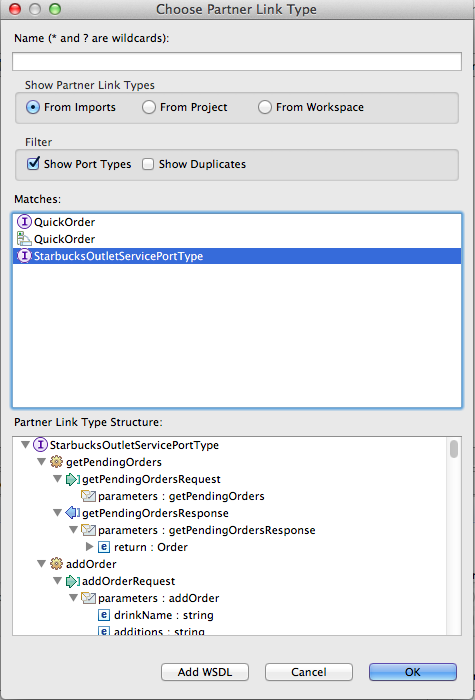 Choose Partner Link Type
Name (* and ? are wildcards):
Show Partner Link Types
From Imports From Project From Workspace
Filter
Show Port Types Show Duplicates
Matches:
I QuickOrder
QuickOrder
I StarbucksOutletServicePortType
Partner Link Type Structure:
I StarbucksOutletServicePortType
getPendingOrders
getPendingOrdersRequest
parameters : getPendingOrders
getPendingOrdersResponse
parameters : getPendingOrdersResponse
e return : Order
addOrder
addOrderRequest
parameters : addOrder
e drinkName : string
e additions : string
Add WSDL Cancel OK